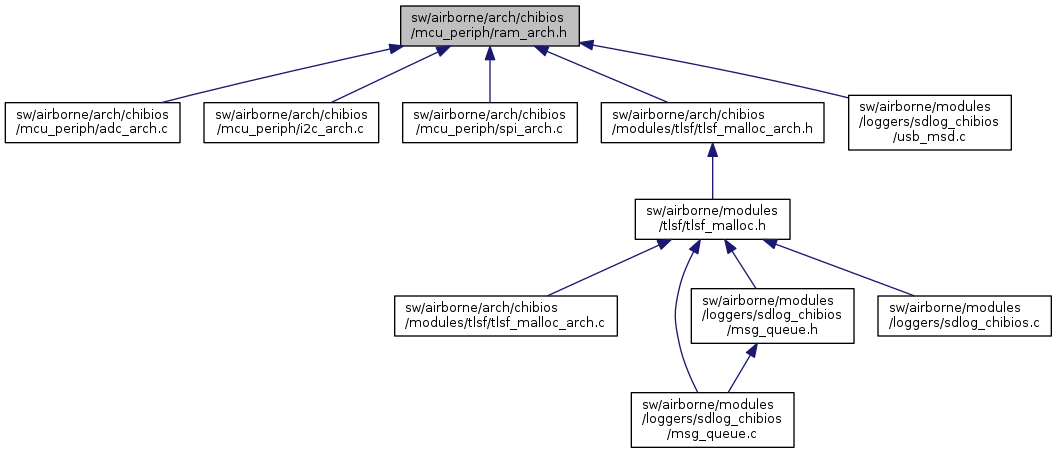 sw/airborne/arch/chibios
/mcu_periph/ram_arch.h
sw/airborne/arch/chibios
/mcu_periph/adc_arch.c
sw/airborne/arch/chibios
/mcu_periph/i2c_arch.c
sw/airborne/arch/chibios
/mcu_periph/spi_arch.c
sw/airborne/arch/chibios
/modules/tlsf/tlsf_malloc_arch.h
sw/airborne/modules
/loggers/sdlog_chibios
/usb_msd.c
sw/airborne/modules
/tlsf/tlsf_malloc.h
sw/airborne/arch/chibios
/modules/tlsf/tlsf_malloc_arch.c
sw/airborne/modules
/loggers/sdlog_chibios
/msg_queue.h
sw/airborne/modules
/loggers/sdlog_chibios.c
sw/airborne/modules
/loggers/sdlog_chibios
/msg_queue.c